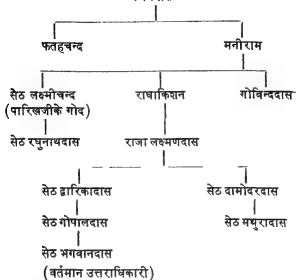 फतहचन्द मनीराम
सेठ लक्ष्मीचन्द राधाकिशन गोविन्ददास
(पारिखजीके गोद)
सेठ रघुनाथदास राजा लक्ष्मणदास
सेठ द्वारिकादास सेठ दामोदरदास
सेठ गोपालदास सेठ मथुरादास
सेठ भगवानदास
(वर्तमान उत्तराधिकारी)